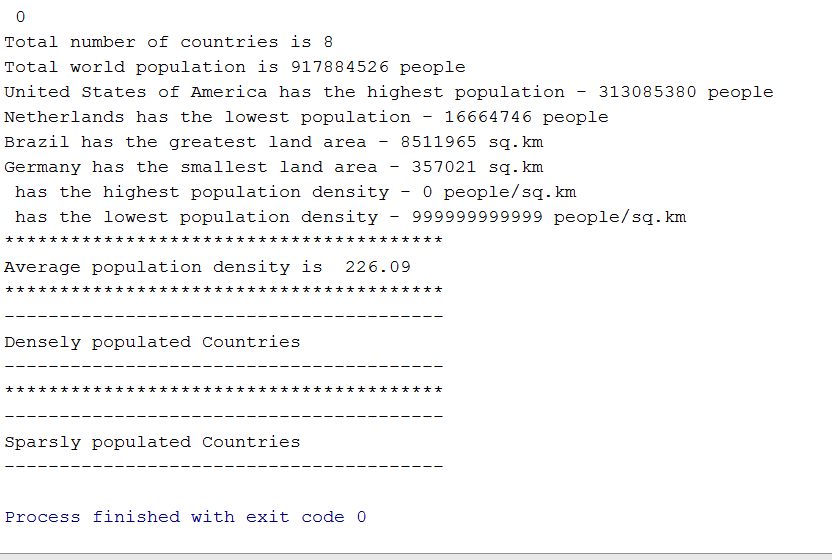 0
Total number of countries is 8
Total world population is 917884526 people
United States of America has the highest population - 313085380 people
Netherlands has the lowest population - 16664746 people
Brazil has the greatest land area - 8511965 sq.km
Germany has the smallest land area - 357021 sq.km
has the highest population density - 0 people/sq.km
has the lowest population density - 999999999999 people/sq.km
****************************************
Average population density is  226.09
****************************************
----------------------------------------
Densely populated Countries
----------------------------------------
****************************************
----------------------------------------
Sparsly populated Countries
----------------------------------------
Process finished with exit code 0